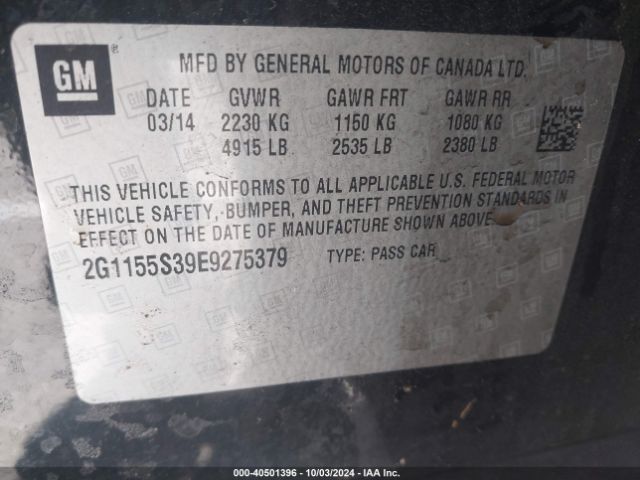 GM
®
MFD BY GENERAL MOTORS OF CANADA LTD.
DATE GVWR GAWR FRT GAWR RR
03/14 2230 KG 1150 KG 1080 KG
4915 LB 2535 LB 2380 LB
THIS VEHICLE CONFORMS TO ALL APPLICABLE U.S. FEDERAL MOTOR
VEHICLE SAFETY, BUMPER, AND THEFT PREVENTION STANDARDS IN
EFFECT ON THE DATE OF MANUFACTURE SHOWN ABOVE.
2G1155S39E9275379 TYPE: PASS CAR
000-40501396 - 10/03/2024 - IAA Inc.